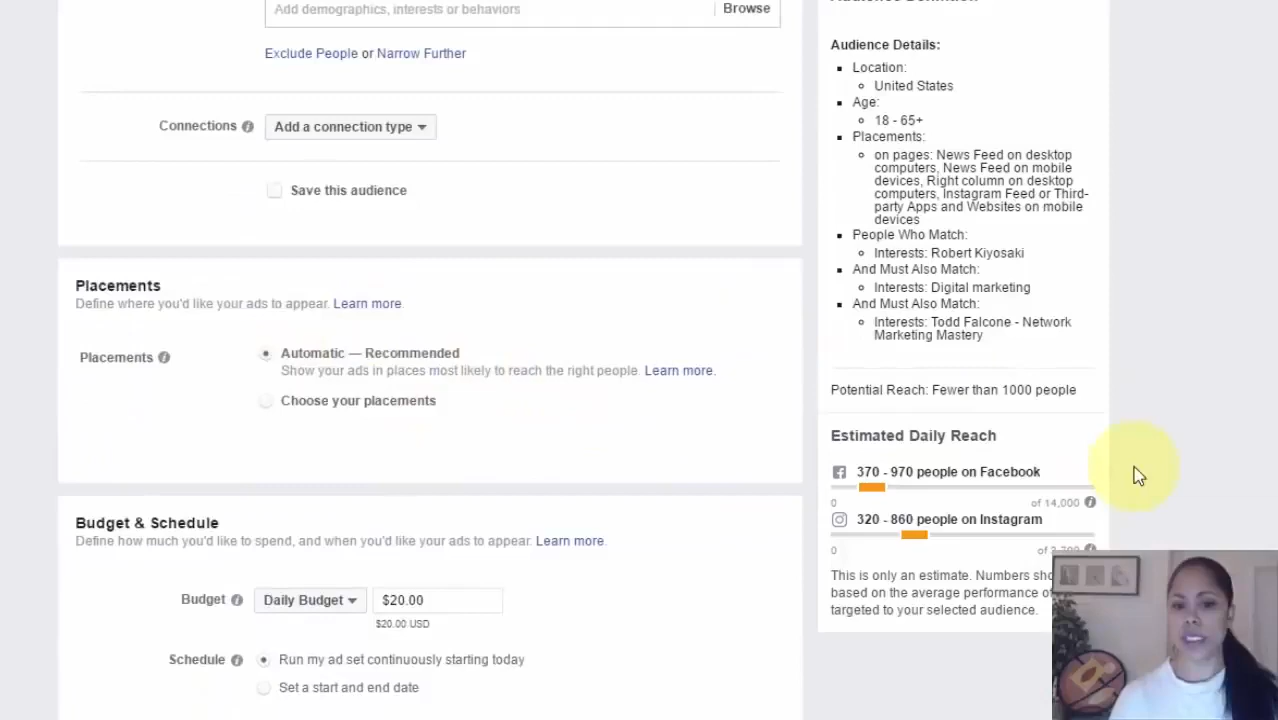 Add demographics, interests or behaviors
Browse
Exclude People or Narrow Further
Connections
Add a connection type
Save this audience
Placements
Define where you'd like your ads to appear. Learn more.
Placements
Automatic — Recommended
Show your ads in places most likely to reach the right people. Learn more.
Choose your placements
Budget & Schedule
Define how much you'd like to spend, and when you'd like your ads to appear. Learn more.
Budget
Daily Budget
$20.00
$20.00 USD
Schedule
Run my ad set continuously starting today
Set a start and end date
Audience Definition
Audience Details:
Location:
United States
Age:
18 - 65+
Placements:
on pages: News Feed on desktop
computers, News Feed on mobile
devices, Right column on desktop
computers, Instagram Feed or Third-
party Apps and Websites on mobile
devices
People Who Match:
Interests: Robert Kiyosaki
And Must Also Match:
Interests: Digital marketing
And Must Also Match:
Interests: Todd Falcone - Network
Marketing Mastery
Potential Reach: Fewer than 1000 people
Estimated Daily Reach
370 - 970 people on Facebook
0
of 14,000
320 - 860 people on Instagram
0
of
This is only an estimate. Numbers sho
based on the average performance of
targeted to your selected audience.